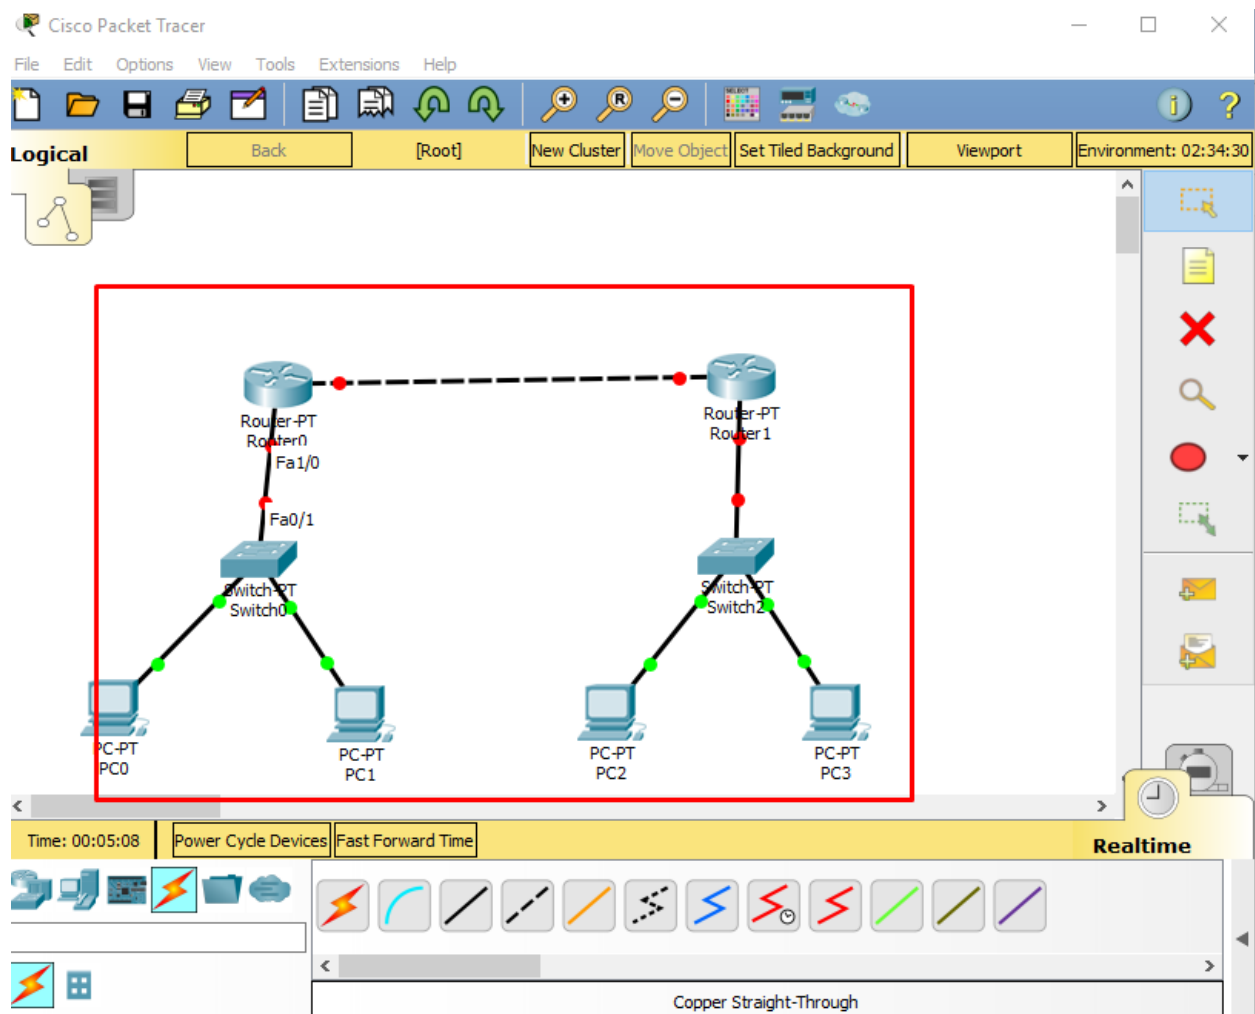 Cisco Packet Tracer
File Edit Options View Tools Extensions Help
SELECT
Logical Back [Root] New Cluster Move Object Set Tiled Background Viewport Environment: 02:34:30
Router-PT
Router0
Fa1/0
Fa0/1
Switch-PT
Switch0
PC-PT
PC0
PC-PT
PC1
Router-PT
Router1
Switch-PT
Switch2
PC-PT
PC2
PC-PT
PC3
Time: 00:05:08 Power Cycle Devices Fast Forward Time Realtime
Copper Straight-Through